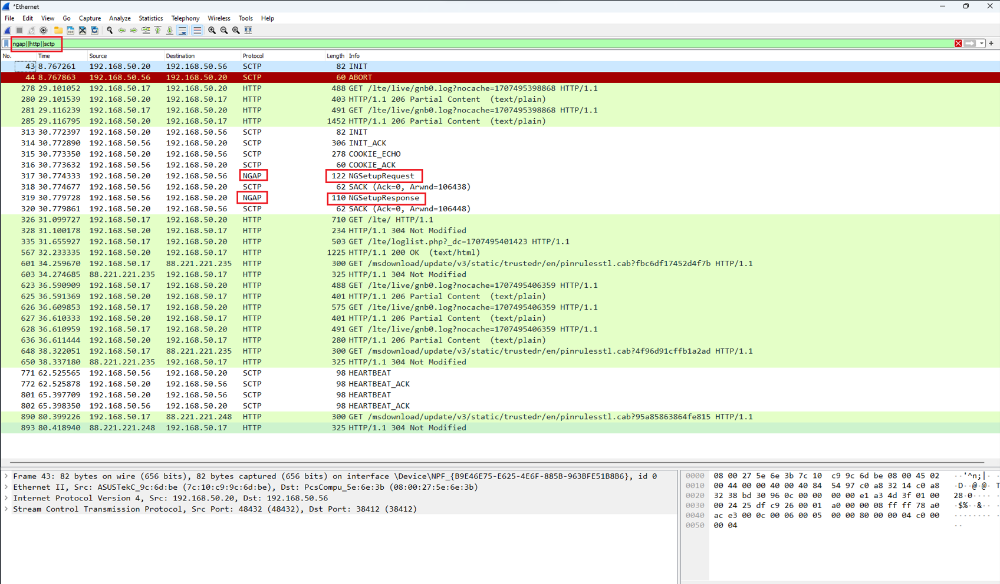 *Ethernet
File Edit View Go Capture Analyze Statistics Telephony Wireless Tools Help
ngap||http||sctp
No. Time Source Destination Protocol Length Info
43 8.767261 192.168.50.20 192.168.50.56 SCTP 82 INIT
44 8.767863 192.168.50.56 192.168.50.20 SCTP 60 ABORT
278 29.101052 192.168.50.17 192.168.50.20 HTTP 488 GET /lte/live/gnb0.log?nocache=1707495398868 HTTP/1.1
280 29.101539 192.168.50.20 192.168.50.17 HTTP 403 HTTP/1.1 206 Partial Content (text/plain)
281 29.116239 192.168.50.17 192.168.50.20 HTTP 491 GET /lte/live/gnb0.log?nocache=1707495398868 HTTP/1.1
285 29.116795 192.168.50.20 192.168.50.17 HTTP 1452 HTTP/1.1 206 Partial Content (text/plain)
313 30.772397 192.168.50.20 192.168.50.56 SCTP 82 INIT
314 30.772890 192.168.50.56 192.168.50.20 SCTP 306 INIT_ACK
315 30.773350 192.168.50.20 192.168.50.56 SCTP 278 COOKIE_ECHO
316 30.773632 192.168.50.56 192.168.50.20 SCTP 60 COOKIE_ACK
317 30.774333 192.168.50.20 192.168.50.56 NGAP 122 NGSetupRequest
318 30.774677 192.168.50.56 192.168.50.20 SCTP 62 SACK (Ack=0, Arwnd=106438)
319 30.779728 192.168.50.56 192.168.50.20 NGAP 110 NGSetupResponse
320 30.779861 192.168.50.20 192.168.50.56 SCTP 62 SACK (Ack=0, Arwnd=106448)
326 31.099727 192.168.50.17 192.168.50.20 HTTP 710 GET /lte/ HTTP/1.1
328 31.100178 192.168.50.20 192.168.50.17 HTTP 234 HTTP/1.1 304 Not Modified
335 31.655927 192.168.50.17 192.168.50.20 HTTP 503 GET /lte/loglist.php?_dc=1707495401423 HTTP/1.1
567 32.233335 192.168.50.20 192.168.50.17 HTTP 1225 HTTP/1.1 200 OK (text/html)
601 34.259670 192.168.50.17 88.221.221.235 HTTP 300 GET /msdownload/update/v3/static/trustedr/en/pinrulesstl.cab?fbc6df17452d4f7b HTTP/1.1
603 34.274685 88.221.221.235 192.168.50.17 HTTP 325 HTTP/1.1 304 Not Modified
623 36.590909 192.168.50.17 192.168.50.20 HTTP 488 GET /lte/live/gnb0.log?nocache=1707495406359 HTTP/1.1
625 36.591369 192.168.50.20 192.168.50.17 HTTP 401 HTTP/1.1 206 Partial Content (text/plain)
626 36.609853 192.168.50.17 192.168.50.20 HTTP 575 GET /lte/live/gnb0.log?nocache=1707495406359 HTTP/1.1
627 36.610333 192.168.50.20 192.168.50.17 HTTP 401 HTTP/1.1 206 Partial Content (text/plain)
628 36.610959 192.168.50.17 192.168.50.20 HTTP 491 GET /lte/live/gnb0.log?nocache=1707495406359 HTTP/1.1
636 36.611444 192.168.50.20 192.168.50.17 HTTP 280 HTTP/1.1 206 Partial Content (text/plain)
648 38.322051 192.168.50.17 88.221.221.235 HTTP 300 GET /msdownload/update/v3/static/trustedr/en/pinrulesstl.cab?4f96d91cffb1a2ad HTTP/1.1
650 38.337180 88.221.221.235 192.168.50.17 HTTP 325 HTTP/1.1 304 Not Modified
771 62.525565 192.168.50.56 192.168.50.20 SCTP 98 HEARTBEAT
772 62.525878 192.168.50.20 192.168.50.56 SCTP 98 HEARTBEAT_ACK
801 65.397709 192.168.50.20 192.168.50.56 SCTP 98 HEARTBEAT
802 65.398350 192.168.50.56 192.168.50.20 SCTP 98 HEARTBEAT_ACK
890 80.399226 192.168.50.17 88.221.221.248 HTTP 300 GET /msdownload/update/v3/static/trustedr/en/pinrulesstl.cab?95a85863864fe815 HTTP/1.1
893 80.418940 88.221.221.248 192.168.50.17 HTTP 325 HTTP/1.1 304 Not Modified
Frame 43: 82 bytes on wire (656 bits), 82 bytes captured (656 bits) on interface \Device\NPF_{B9E46E75-E625-4E6F-885B-963BFE51B8B6}, id 0
Ethernet II, Src: ASUSTekC_9c:6d:be (7c:10:c9:9c:6d:be), Dst: PcsCompu_5e:6e:3b (08:00:27:5e:6e:3b)
Internet Protocol Version 4, Src: 192.168.50.20, Dst: 192.168.50.56
Stream Control Transmission Protocol, Src Port: 48432 (48432), Dst Port: 38412 (38412)
0000 08 00 27 5e 6e 3b 7c 10 c9 9c 6d be 08 00 45 02 ··'^n;|·
0010 00 44 00 00 40 00 40 84 54 97 c0 a8 32 14 c0 a8 ·D··@·@· T
0020 32 38 bd 30 96 0c 00 00 00 00 e1 a3 4d 3f 01 00 28·0····
0030 00 24 25 df c9 26 00 01 a0 00 00 08 ff ff 78 a0 ·$%··&··
0040 ac e3 00 0c 00 06 00 05 00 00 80 00 00 04 c0 00 ········
0050 00 04 ··